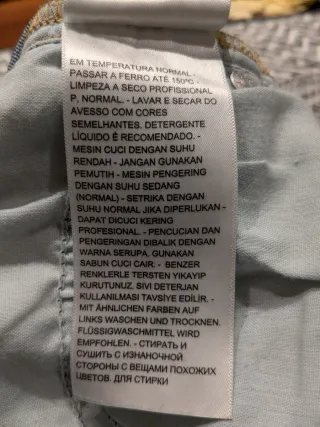 EM TEMPERATURA NORMAL -
PASSAR A FERRO ATÉ 150ºC -
LIMPEZA A SECO PROFISSIONAL
P, NORMAL. - LAVAR E SECAR DO
AVESSO COM CORES
SEMELHANTES. DETERGENTE
LÍQUIDO É RECOMENDADO. -
MESIN CUCI DENGAN SUHU
RENDAH - JANGAN GUNAKAN
PEMUTIH - MESIN PENGERING
DENGAN SUHU SEDANG
(NORMAL) - SETRIKA DENGAN
SUHU NORMAL JIKA DIPERLUKAN -
DAPAT DICUCI KERING
PROFESIONAL. - PENCUCIAN DAN
PENGERINGAN DIBALIK DENGAN
WARNA SERUPA, GUNAKAN
SABUN CUCI CAIR. - BENZER
RENKLERLE TERSTEN YIKAYIP
KURUTUNUZ, SIVI DETERJAN
KULLANILMASI TAVSİYE EDİLİR. -
MIT ÄHNLICHEN FARBEN AUF
LINKS WASCHEN UND TROCKNEN.
FLÜSSIGWASCHMITTEL WIRD
EMPFOHLEN. - СТИРАТЬ И
СУШИТЬ С ИЗНАНОЧНОЙ
СТОРОНЫ С ВЕЩАМИ ПОХОЖИХ
ЦВЕТОВ. ДЛЯ СТИРКИ